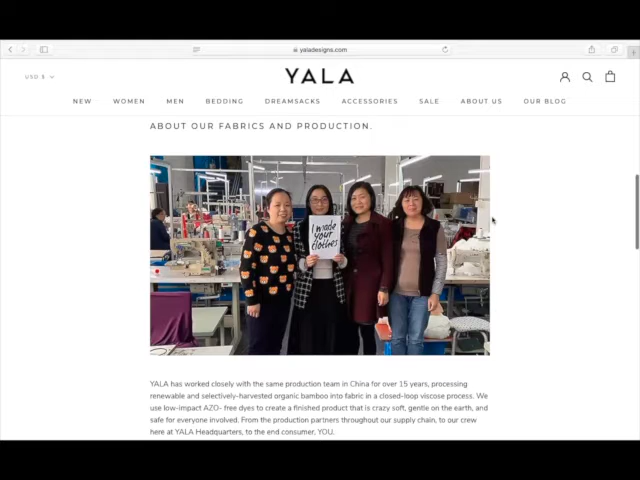 yaladesigns.com
USD $
YALA
NEW
WOMEN
MEN
BEDDING
DREAMSACKS
ACCESSORIES
SALE
ABOUT US
OUR BLOG
ABOUT OUR FABRICS AND PRODUCTION.
I made
your
clothes
YALA has worked closely with the same production team in China for over 15 years, processing
renewable and selectively-harvested organic bamboo into fabric in a closed-loop viscose process. We
use low-impact AZO- free dyes to create a finished product that is crazy soft, gentle on the earth, and
safe for everyone involved. From the production partners throughout our supply chain, to our crew
here at YALA Headquarters, to the end consumer, YOU.